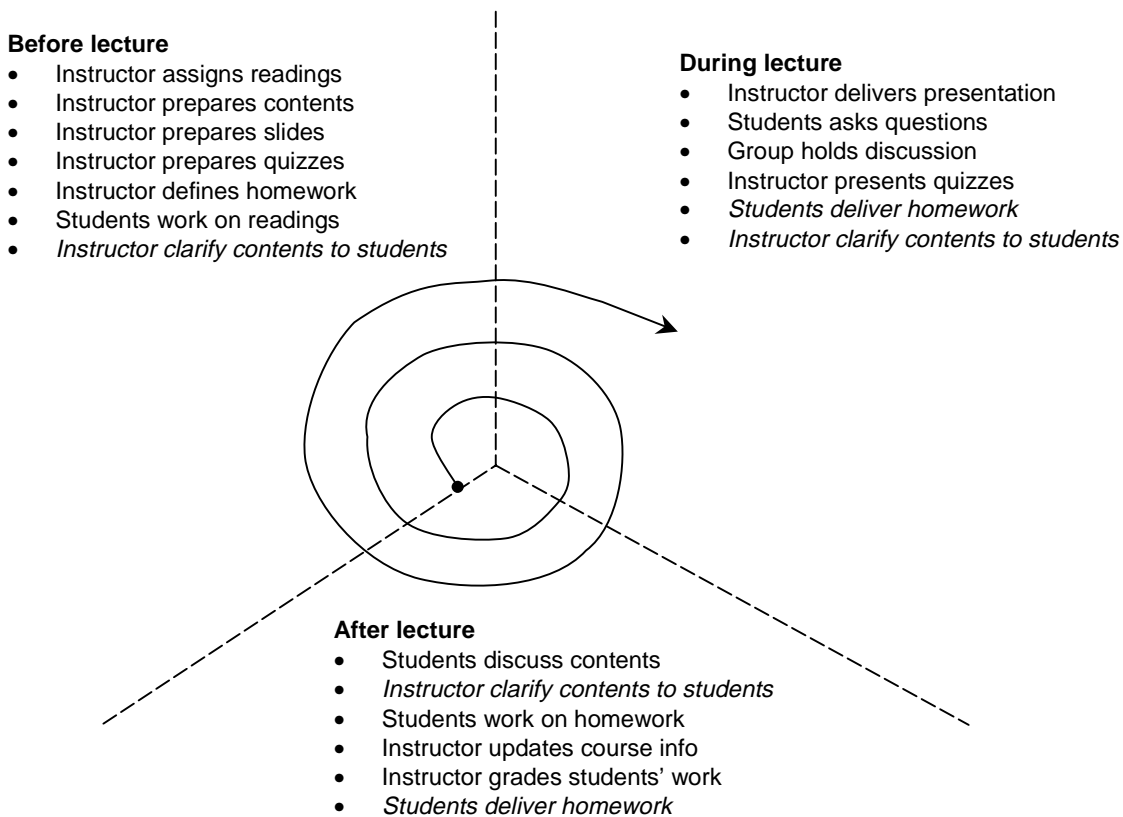 Before lecture
• Instructor assigns readings
• Instructor prepares contents
• Instructor prepares slides
• Instructor prepares quizzes
• Instructor defines homework
• Students work on readings
• Instructor clarify contents to students
During lecture
• Instructor delivers presentation
• Students asks questions
• Group holds discussion
• Instructor presents quizzes
• Students deliver homework
• Instructor clarify contents to students
After lecture
• Students discuss contents
• Instructor clarify contents to students
• Students work on homework
• Instructor updates course info
• Instructor grades students’ work
• Students deliver homework